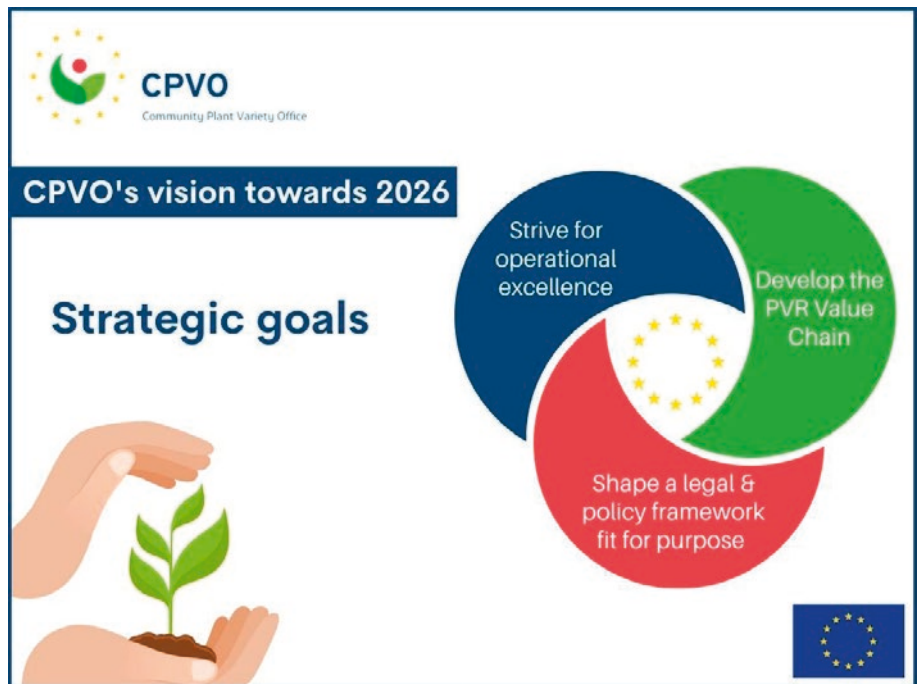 CPVO
Community Plant Variety Office
CPVO's vision towards 2026
Strategic goals
Strive for
operational
excellence
Develop the
PVR Value
Chain
Shape a legal &
policy framework
fit for purpose